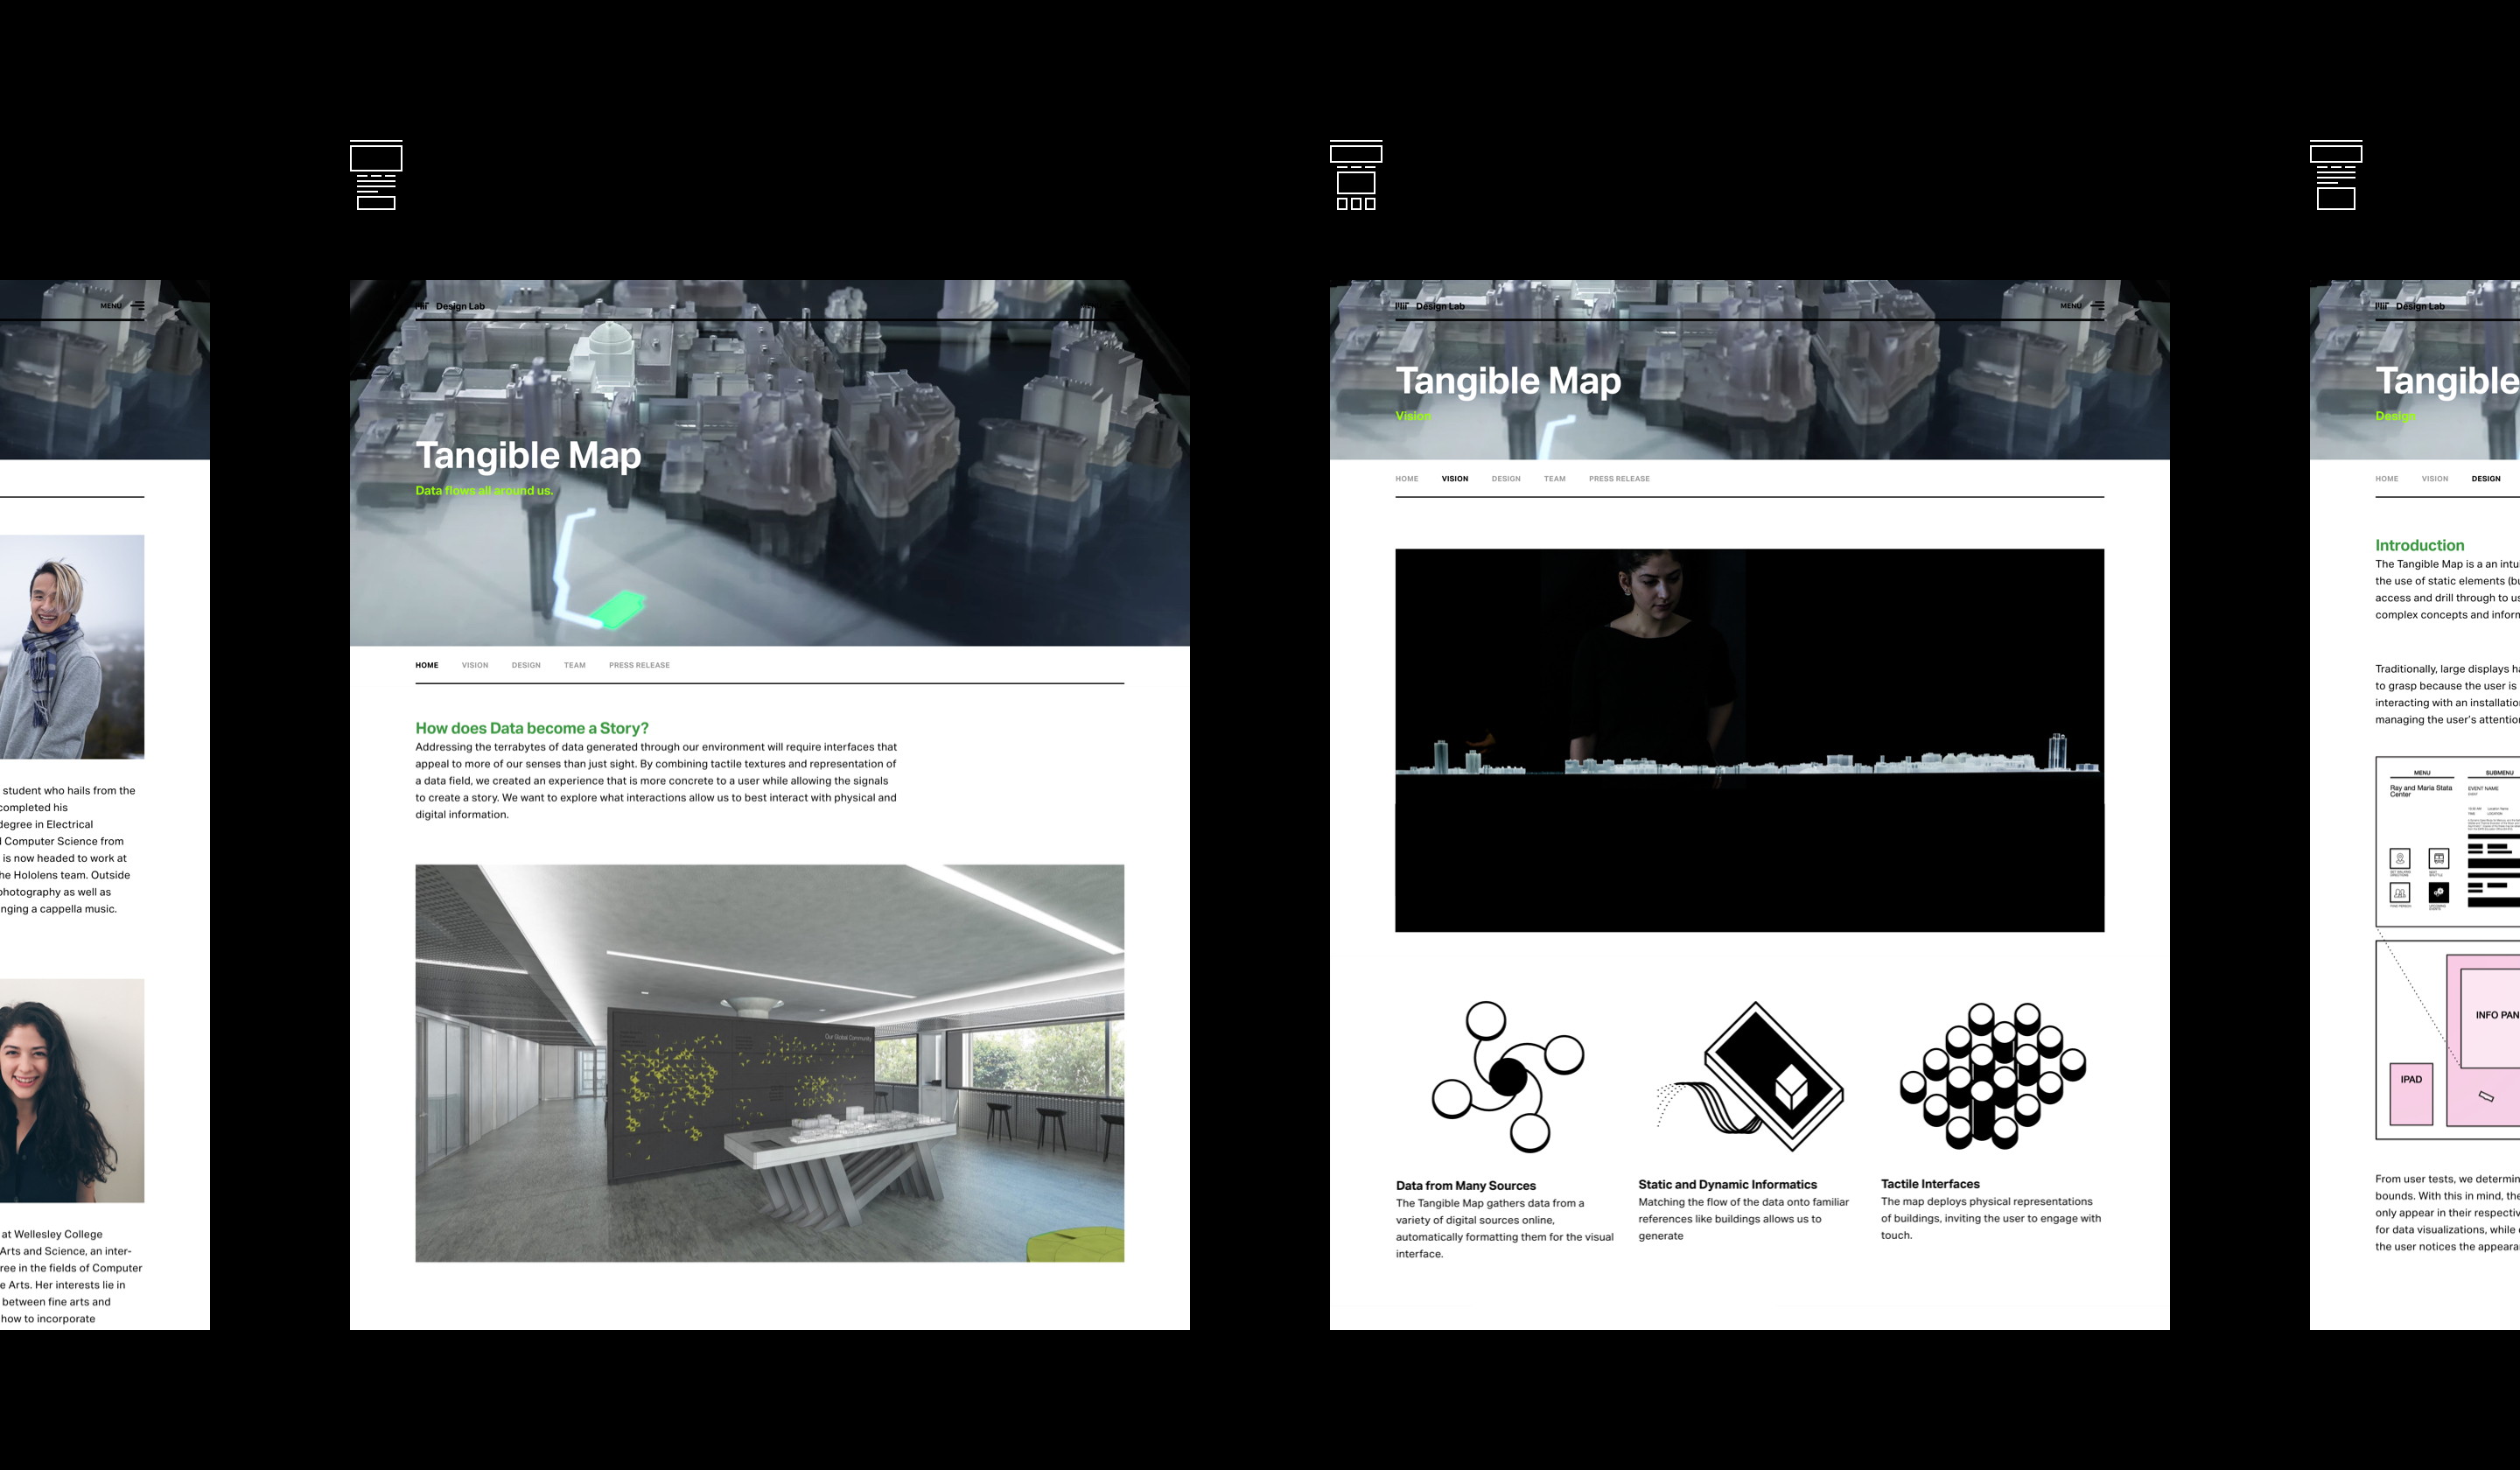 MENU
student who hails from the
completed his
degree in Electrical
Computer Science from
is now headed to work at
he Hololens team. Outside
photography as well as
nging a cappella music.
at Wellesley College
Arts and Science, an inter-
ree in the fields of Computer
e Arts. Her interests lie in
between fine arts and
how to incorporate
Design Lab
Tangible Map
Data flows all around us.
HOME VISION DESIGN TEAM PRESS RELEASE
How does Data become a Story?
Addressing the terrabytes of data generated through our environment will require interfaces that
appeal to more of our senses than just sight. By combining tactile textures and representation of
a data field, we created an experience that is more concrete to a user while allowing the signals
to create a story. We want to explore what interactions allow us to best interact with physical and
digital information.
Our Global Community
MIT Design Lab
MENU
Tangible Map
Vision
HOME VISION DESIGN TEAM PRESS RELEASE
Data from Many Sources
The Tangible Map gathers data from a
variety of digital sources online,
automatically formatting them for the visual
interface.
Static and Dynamic Informatics
Matching the flow of the data onto familiar
references like buildings allows us to
generate
Tactile Interfaces
The map deploys physical representations
of buildings, inviting the user to engage with
touch.
MIT Design Lab
Tangible
Design
HOME VISION DESIGN
Introduction
The Tangible Map is a an intu
the use of static elements (bu
access and drill through to us
complex concepts and inform
Traditionally, large displays ha
to grasp because the user is
interacting with an installation
managing the user's attention
MENU SUBMENU
Ray and Maria Stata
Center
EVENT NAME
INFO PAN
IPAD
From user tests, we determin
bounds. With this in mind, the
only appear in their respectiv
for data visualizations, while
the user notices the appeara